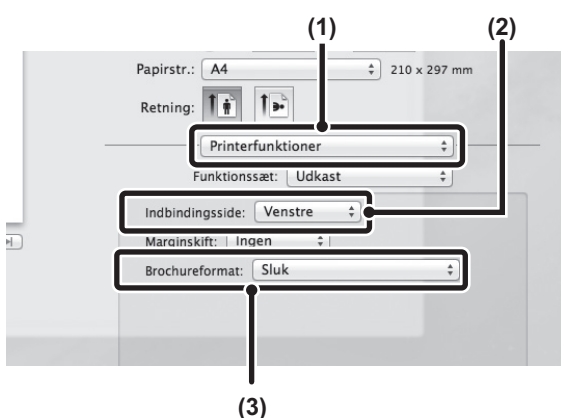 (1) (2)
Papirstr.: A4 210 x 297 mm
Retning:
Printerfunktioner
Funktionssæt: Udkast
Indbindingsside: Venstre
Marginskift: Ingen
Brochureformat: Sluk
(3)